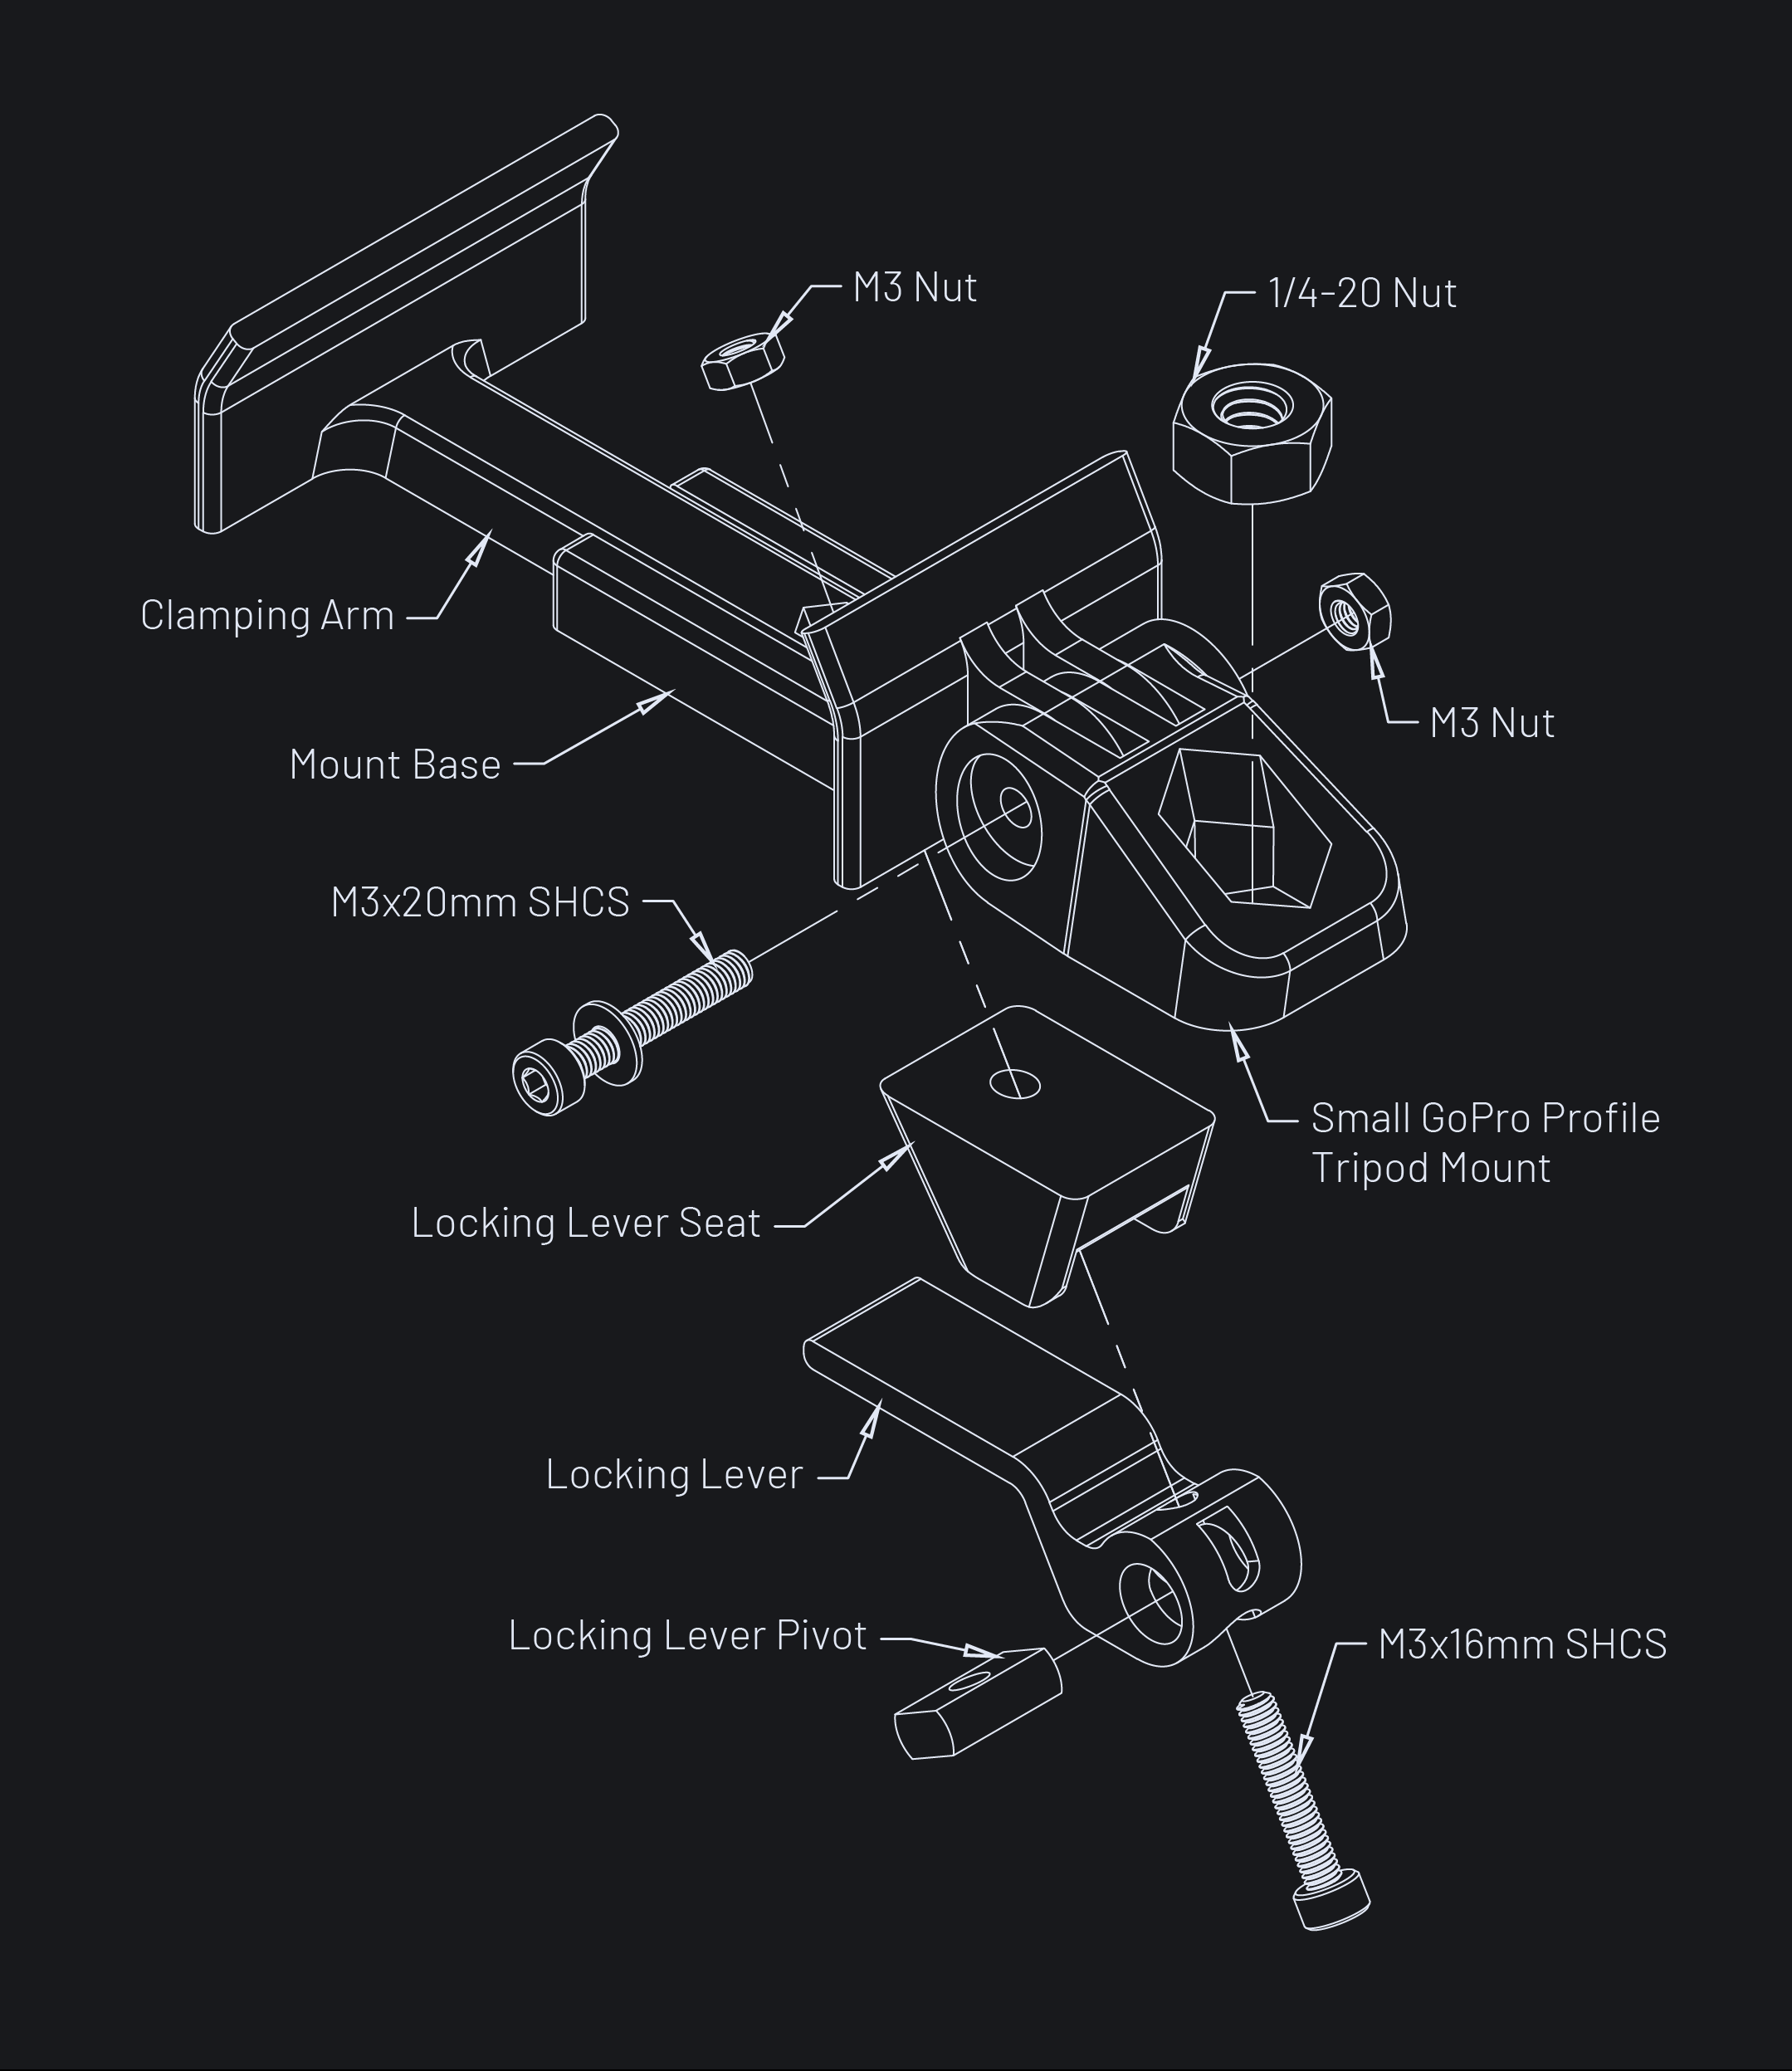 M3 Nut
1/4-20 Nut
Clamping Arm
M3 Nut
Mount Base
M3x20mm SHCS
Small GoPro Profile
Tripod Mount
Locking Lever Seat
Locking Lever
Locking Lever Pivot
M3x16mm SHCS